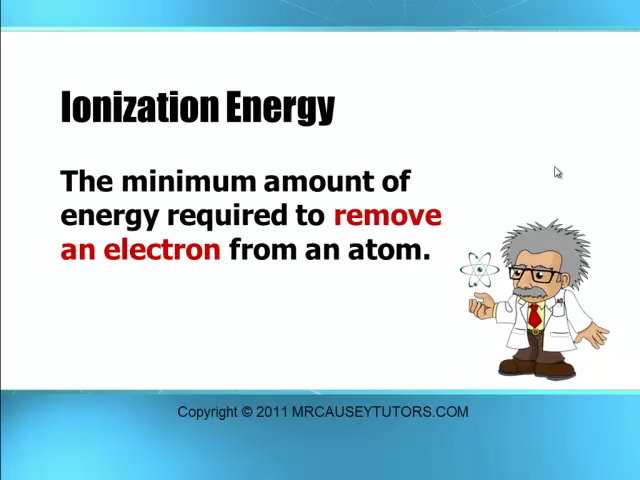 Ionization Energy
The minimum amount of
energy required to remove
an electron from an atom.
Copyright © 2011 MRCAUSEYTUTORS.COM